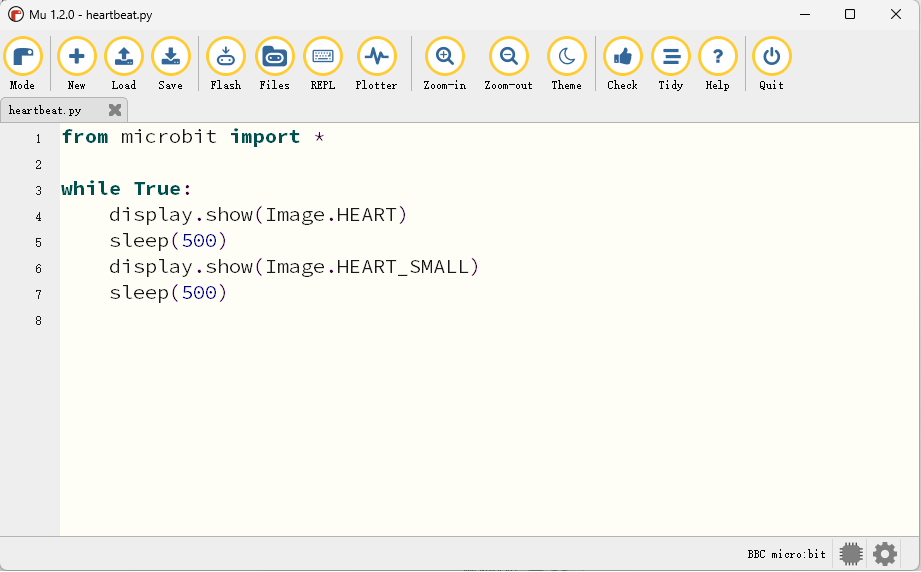 Mu 1.2.0 - heartbeat.py
Mode New Load Save Flash Files REPL Plotter Zoom-in Zoom-out Theme Check Tidy Help Quit
heartbeat.py
1 from microbit import *
2
3 while True:
4     display.show(Image.HEART)
5     sleep(500)
6     display.show(Image.HEART_SMALL)
7     sleep(500)
8
BBC micro:bit